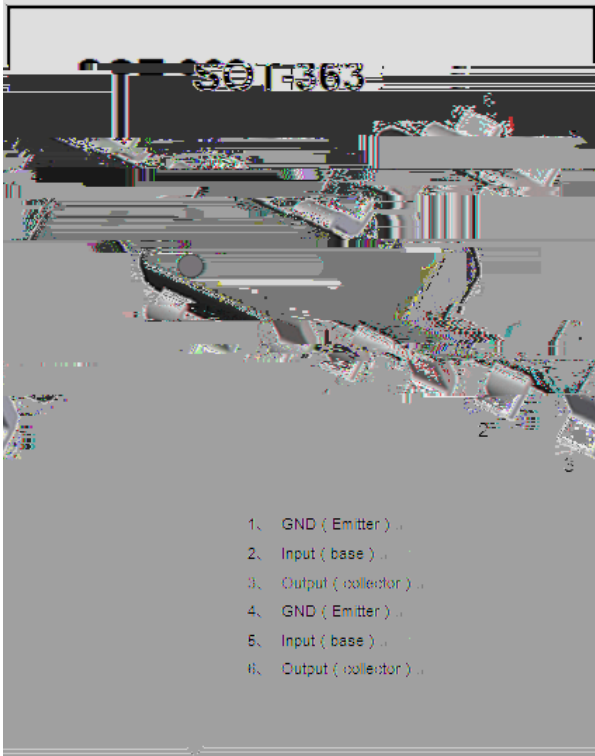 SOT-363
6
2
3
1、 GND ( Emitter )
2、 Input ( base )
3、 Output ( collector )
4、 GND ( Emitter )
5、 Input ( base )
6、 Output ( collector )